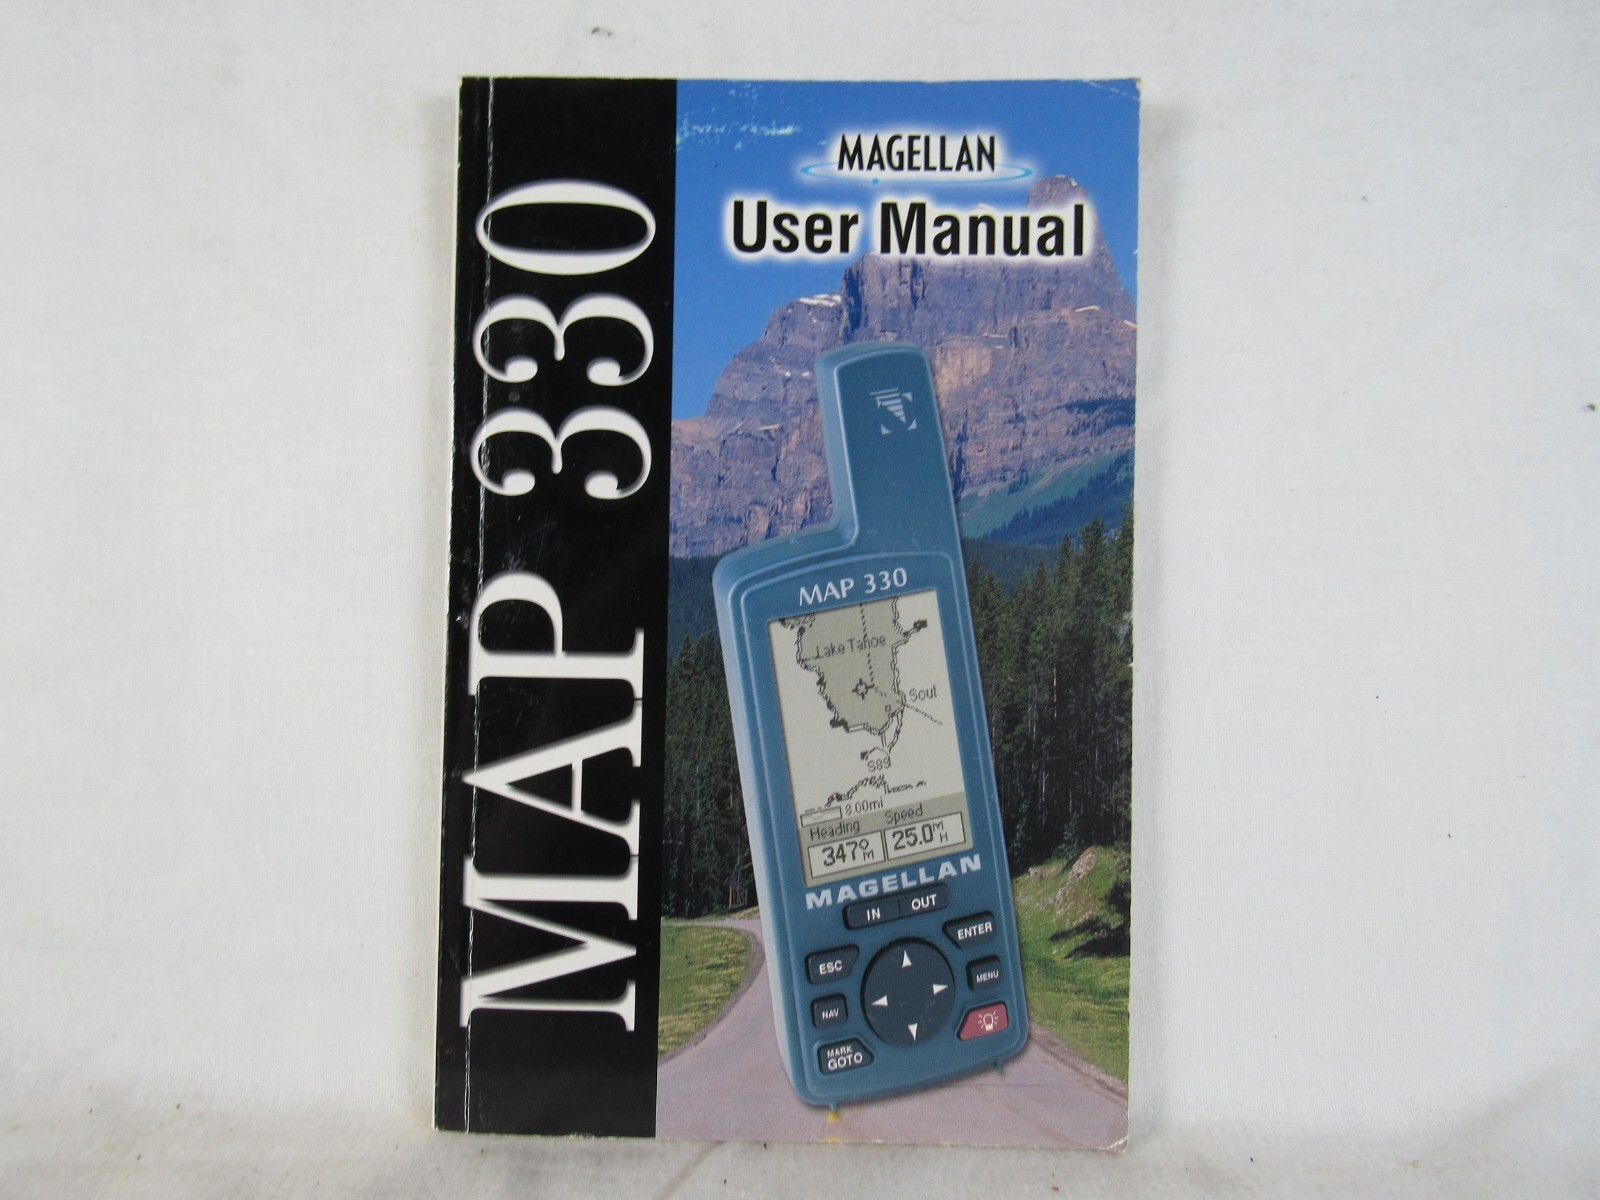 MAP 330
MAGELLAN
User Manual
MAP 330
Lake Tahoe
Sout
S89
8.00mi
Heading Speed
347°M 25.0MH
MAGELLAN
IN OUT
ESC ENTER
NAV MENU
MARK
GOTO